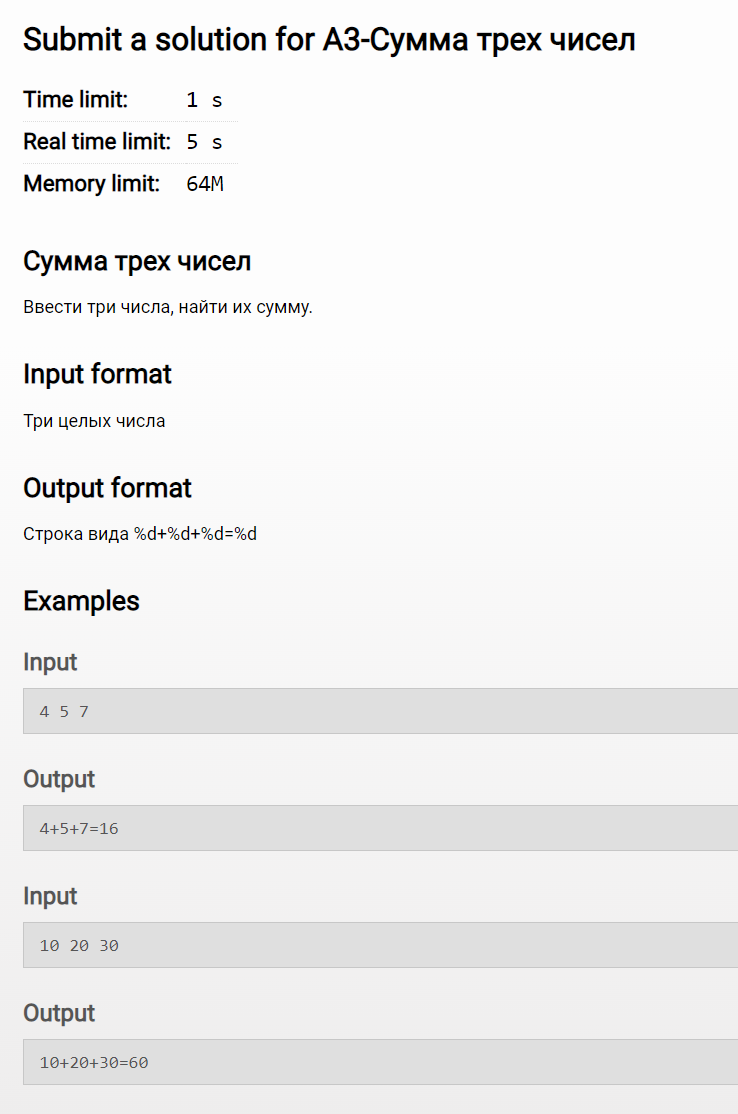 Submit a solution for A3-Сумма трех чисел
Time limit: 1 s
Real time limit: 5 s
Memory limit: 64M
Сумма трех чисел
Ввести три числа, найти их сумму.
Input format
Три целых числа
Output format
Строка вида %d+%d+%d=%d
Examples
Input
4 5 7
Output
4+5+7=16
Input
10 20 30
Output
10+20+30=60